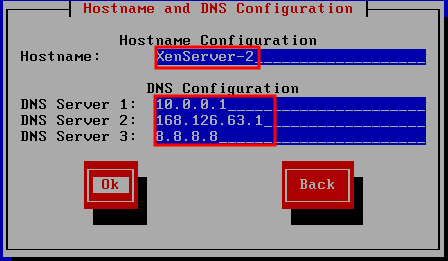 Hostname and DNS Configuration
Hostname Configuration
Hostname: XenServer-2
DNS Configuration
DNS Server 1: 10.0.0.1
DNS Server 2: 168.126.63.1
DNS Server 3: 8.8.8.8
Ok Back